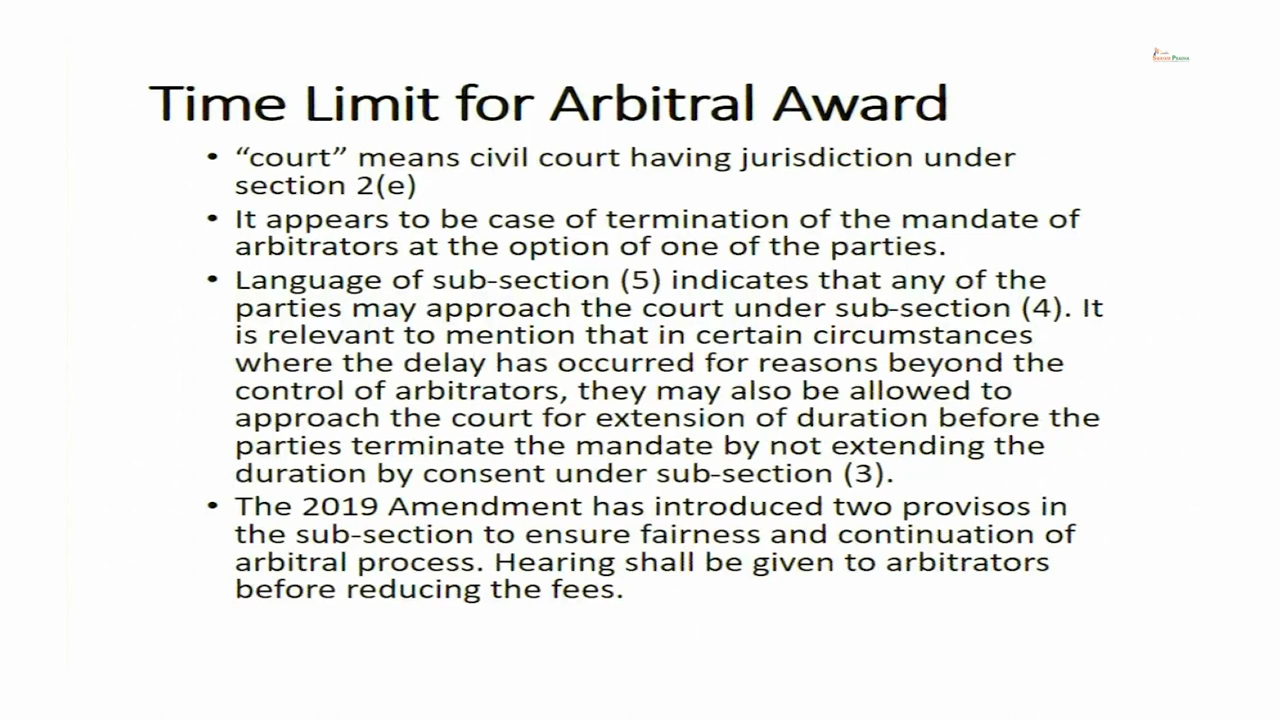 Time Limit for Arbitral Award
• “court” means civil court having jurisdiction under
section 2(e)
• It appears to be case of termination of the mandate of
arbitrators at the option of one of the parties.
• Language of sub-section (5) indicates that any of the
parties may approach the court under sub-section (4). It
is relevant to mention that in certain circumstances
where the delay has occurred for reasons beyond the
control of arbitrators, they may also be allowed to
approach the court for extension of duration before the
parties terminate the mandate by not extending the
duration by consent under sub-section (3).
• The 2019 Amendment has introduced two provisos in
the sub-section to ensure fairness and continuation of
arbitral process. Hearing shall be given to arbitrators
before reducing the fees.